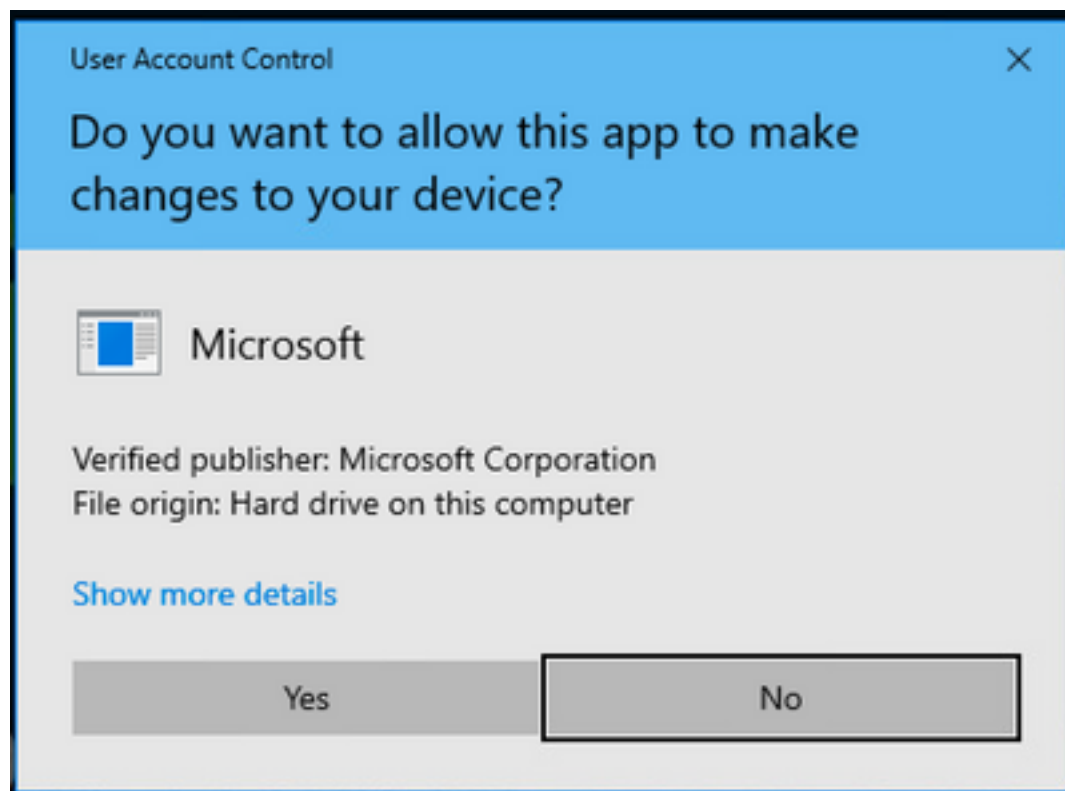 User Account Control
Do you want to allow this app to make
changes to your device?
Microsoft
Verified publisher: Microsoft Corporation
File origin: Hard drive on this computer
Show more details
Yes
No